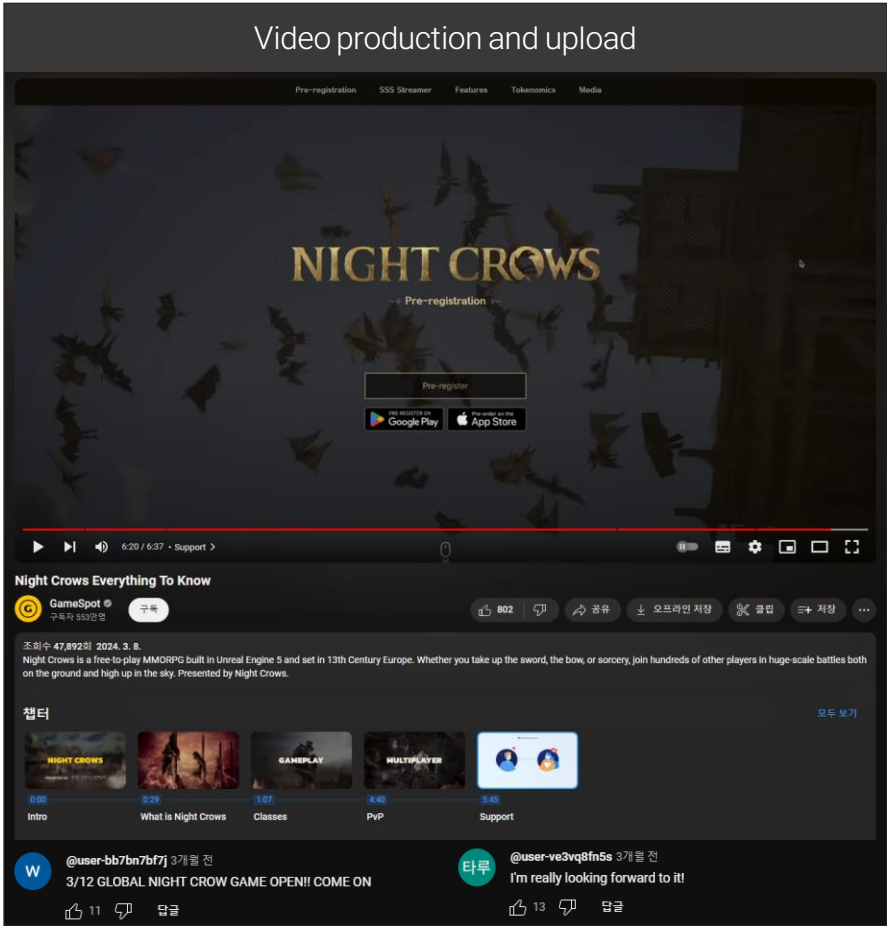 Video production and upload
Pre-registration SSS Streamer Features Tokenomics Media
NIGHT CROWS
Pre-registration
Pre-register
PRE-REGISTER ON
Google Play
Pre-order on the
App Store
6:20 / 6:37 • Support >
Night Crows Everything To Know
GameSpot
구독자 553만명
구독
802
공유
오프라인 저장
클립
저장
조회수 47,892회 2024. 3. 8.
Night Crows is a free-to-play MMORPG built in Unreal Engine 5 and set in 13th Century Europe. Whether you take up the sword, the bow, or sorcery, join hundreds of other players in huge-scale battles both
on the ground and high up in the sky. Presented by Night Crows.
챕터
모두 보기
NIGHT CROWS
GAMEPLAY
MULTIPLAYER
0:00 0:29 1:07 4:40 5:45
Intro What is Night Crows Classes PvP Support
W
@user-bb7bn7bf7j 3개월 전
3/12 GLOBAL NIGHT CROW GAME OPEN!! COME ON
11 답글
타루
@user-ve3vq8fn5s 3개월 전
I'm really looking forward to it!
13 답글